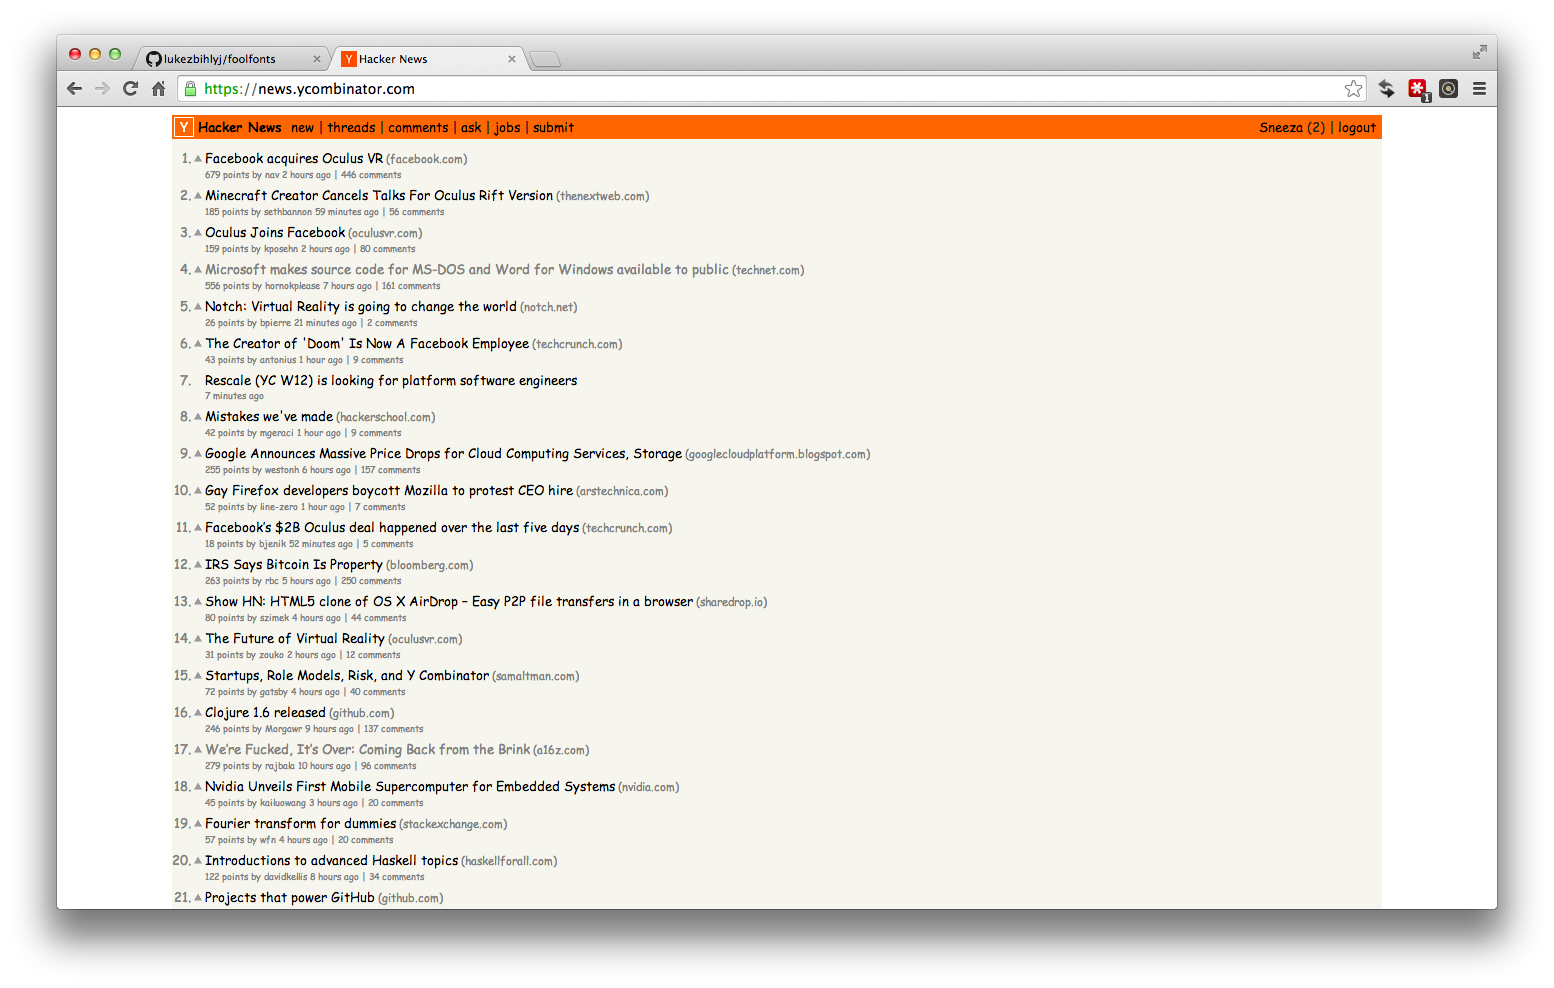 lukezbihlyj/foolfonts
Hacker News
https://news.ycombinator.com
1
Y Hacker News new | threads | comments | ask | jobs | submit Sneeza (2) | logout
1. Facebook acquires Oculus VR (facebook.com)
679 points by nav 2 hours ago | 446 comments
2. Minecraft Creator Cancels Talks For Oculus Rift Version (thenextweb.com)
185 points by sethbannon 59 minutes ago | 56 comments
3. Oculus Joins Facebook (oculusvr.com)
159 points by kposehn 2 hours ago | 80 comments
4. Microsoft makes source code for MS-DOS and Word for Windows available to public (technet.com)
556 points by hornokplease 7 hours ago | 161 comments
5. Notch: Virtual Reality is going to change the world (notch.net)
26 points by bpierre 21 minutes ago | 2 comments
6. The Creator of 'Doom' Is Now A Facebook Employee (techcrunch.com)
43 points by antonius 1 hour ago | 9 comments
7. Rescale (YC W12) is looking for platform software engineers
7 minutes ago
8. Mistakes we've made (hackerschool.com)
42 points by mgeraci 1 hour ago | 9 comments
9. Google Announces Massive Price Drops for Cloud Computing Services, Storage (googlecloudplatform.blogspot.com)
255 points by westonh 6 hours ago | 157 comments
10. Gay Firefox developers boycott Mozilla to protest CEO hire (arstechnica.com)
52 points by line-zero 1 hour ago | 7 comments
11. Facebook’s $2B Oculus deal happened over the last five days (techcrunch.com)
18 points by bjenik 52 minutes ago | 5 comments
12. IRS Says Bitcoin Is Property (bloomberg.com)
263 points by rbc 5 hours ago | 250 comments
13. Show HN: HTML5 clone of OS X AirDrop – Easy P2P file transfers in a browser (sharedrop.io)
80 points by szimek 4 hours ago | 44 comments
14. The Future of Virtual Reality (oculusvr.com)
31 points by zouko 2 hours ago | 12 comments
15. Startups, Role Models, Risk, and Y Combinator (samaltman.com)
72 points by gatsby 4 hours ago | 40 comments
16. Clojure 1.6 released (github.com)
246 points by Morgawr 9 hours ago | 137 comments
17. We’re Fucked, It’s Over: Coming Back from the Brink (a16z.com)
279 points by rajbala 10 hours ago | 96 comments
18. Nvidia Unveils First Mobile Supercomputer for Embedded Systems (nvidia.com)
45 points by kailuowang 3 hours ago | 20 comments
19. Fourier transform for dummies (stackexchange.com)
57 points by wfn 4 hours ago | 20 comments
20. Introductions to advanced Haskell topics (haskellforall.com)
122 points by davidkellis 8 hours ago | 34 comments
21. Projects that power GitHub (github.com)